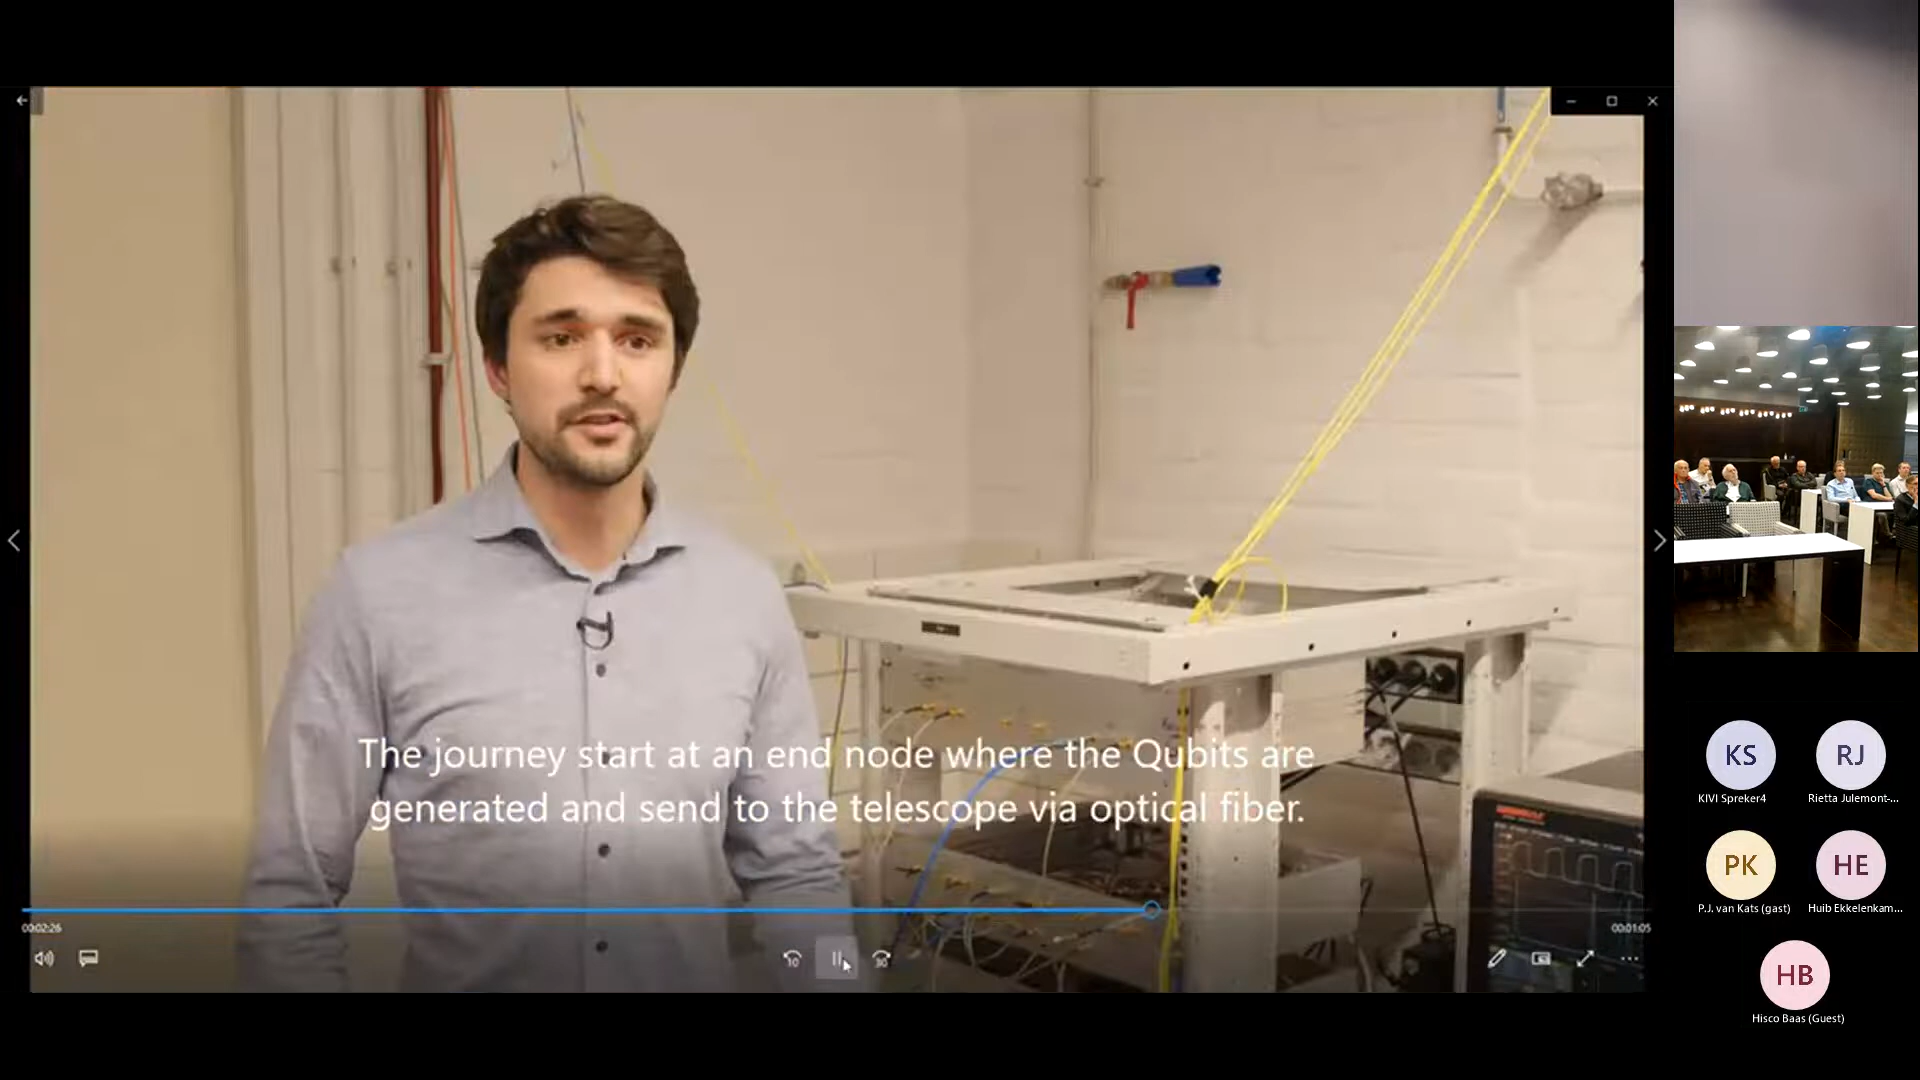 The journey start at an end node where the Qubits are
generated and send to the telescope via optical fiber.
00:02:26
00:01:05
10
30
KS
RJ
KIVI Spreker4
Rietta Julemont-...
PK
HE
P.J. van Kats (gast)
Huib Ekkelenkam...
HB
Hisco Baas (Guest)